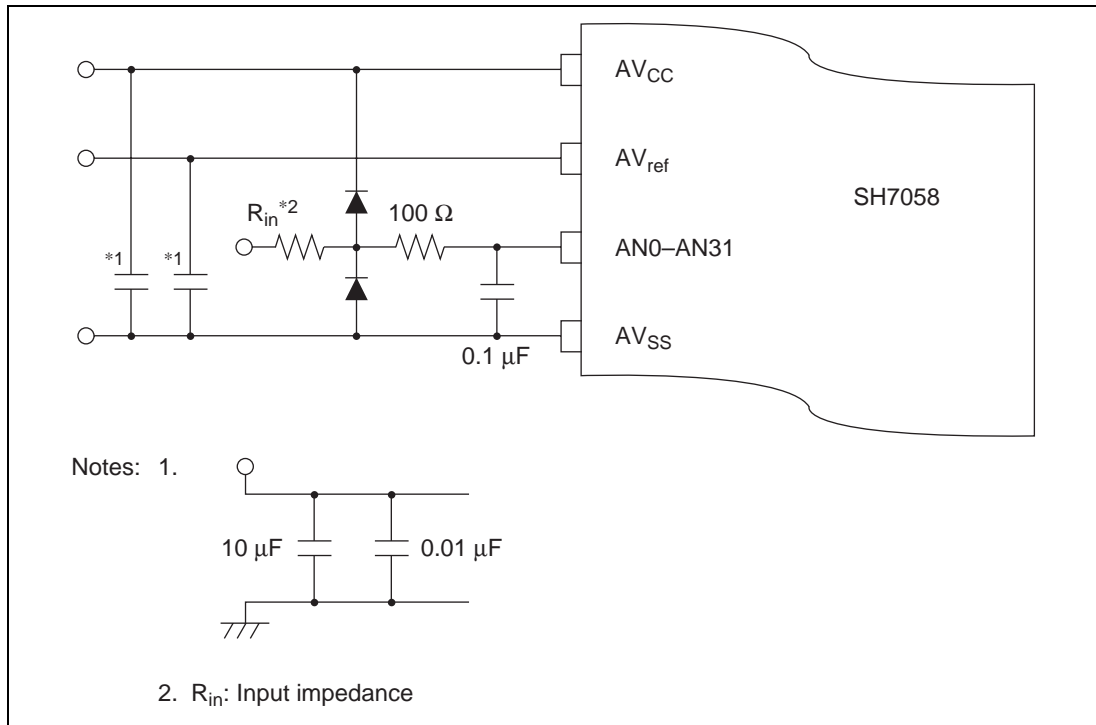 AVCC
AVref
SH7058
Rin*2
100 Ω
*1
*1
AN0–AN31
AVSS
0.1 μF
Notes: 1.
10 μF
0.01 μF
2. Rin: Input impedance